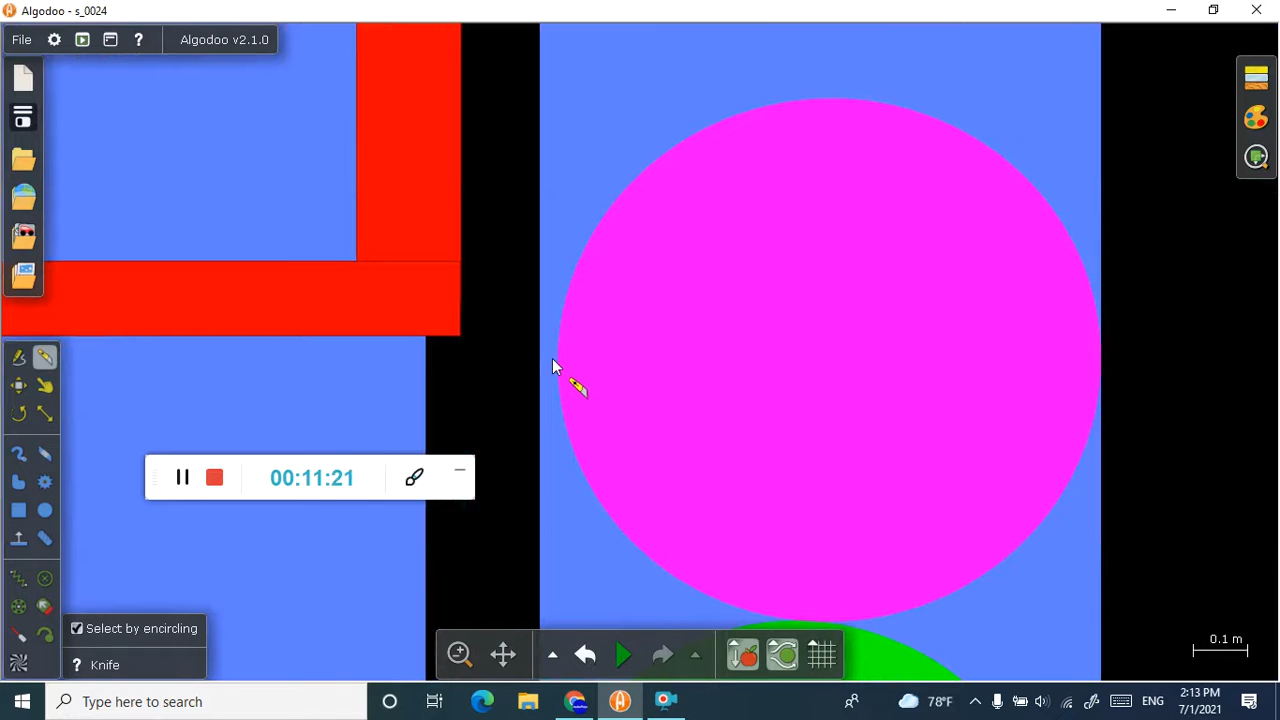 Algodoo - s_0024
File
?
Algodoo v2.1.0
00:11:21
Select by encircling
? Knife
0.1 m
Type here to search
78°F
ENG
2:13 PM
7/1/2021